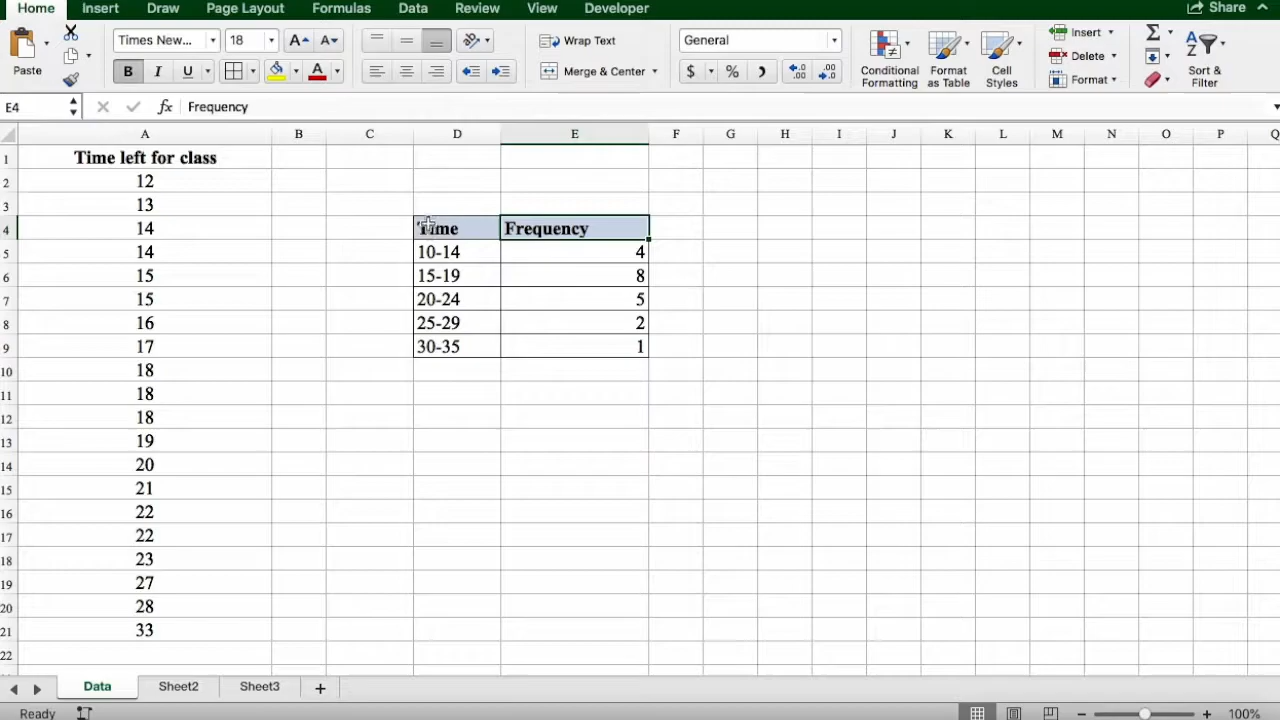 Home Insert Draw Page Layout Formulas Data Review View Developer Share
Times New... 18 A A Wrap Text General Insert
Paste B I U A Merge & Center $ % Conditional Formatting Format as Table Cell Styles Delete Format Sort & Filter
E4 fx Frequency
A B C D E F G H I J K L M N O P Q
1 Time left for class
2 12
3 13
4 14 Time Frequency
5 14 10-14 4
6 15 15-19 8
7 15 20-24 5
8 16 25-29 2
9 17 30-35 1
10 18
11 18
12 18
13 19
14 20
15 21
16 22
17 22
18 23
19 27
20 28
21 33
22
Data Sheet2 Sheet3 +
Ready 100%